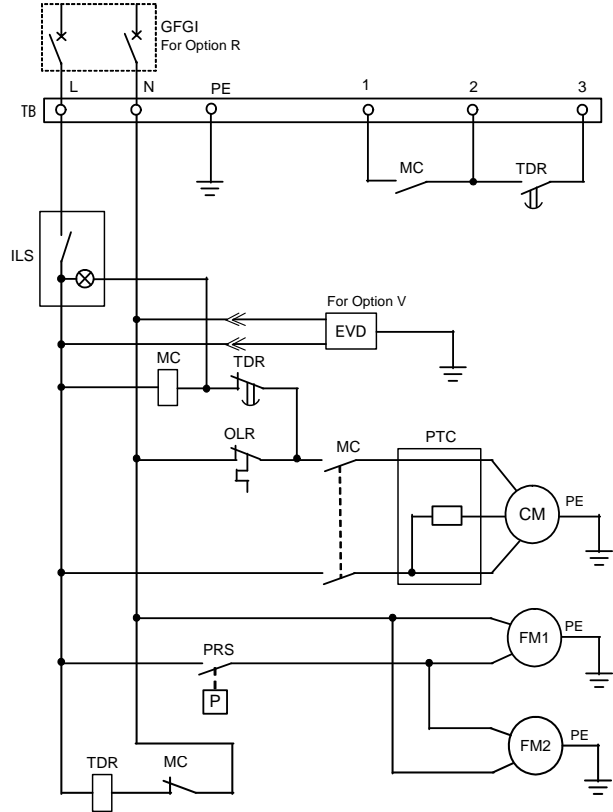 GFGI
For Option R
L N PE 1 2 3
TB
MC TDR
ILS
For Option V
EVD
MC TDR
OLR MC PTC
CM PE
PRS FM1 PE
P
FM2 PE
TDR MC